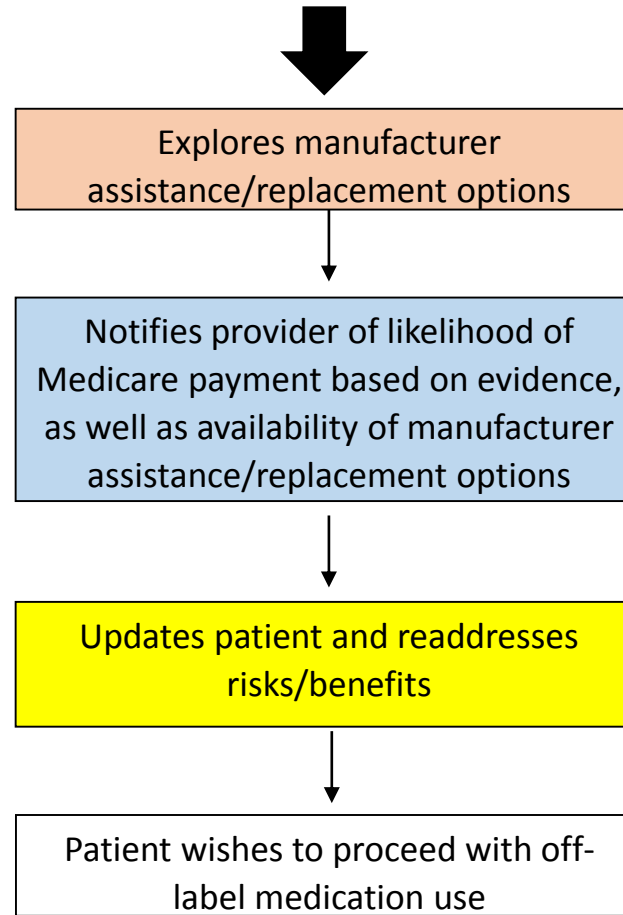 Explores manufacturer
assistance/replacement options
Notifies provider of likelihood of
Medicare payment based on evidence,
as well as availability of manufacturer
assistance/replacement options
Updates patient and readdresses
risks/benefits
Patient wishes to proceed with off-
label medication use